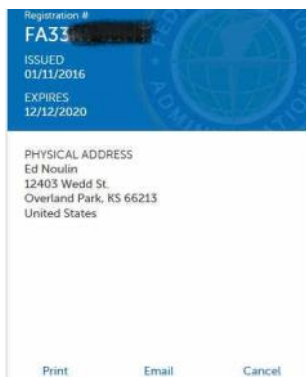 Registration #
FA33
ISSUED
01/11/2016
EXPIRES
12/12/2020
PHYSICAL ADDRESS
Ed Noulin
12403 Wedd St.
Overland Park, KS 66213
United States
Print Email Cancel